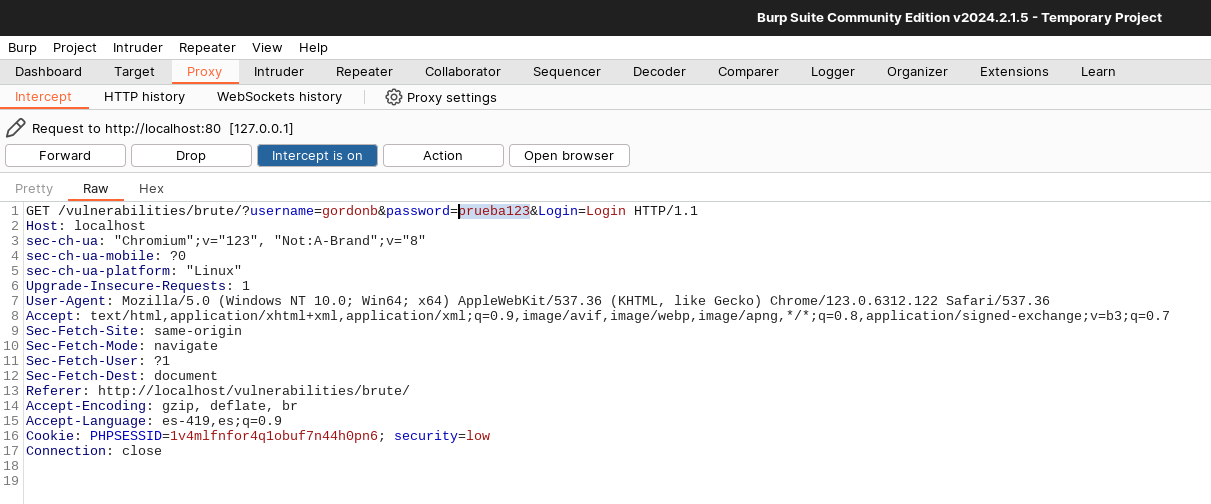 Burp Suite Community Edition v2024.2.1.5 - Temporary Project
Burp Project Intruder Repeater View Help
Dashboard Target Proxy Intruder Repeater Collaborator Sequencer Decoder Comparer Logger Organizer Extensions Learn
Intercept HTTP history WebSockets history Proxy settings
Request to http://localhost:80 [127.0.0.1]
Forward Drop Intercept is on Action Open browser
Pretty Raw Hex
1 GET /vulnerabilities/brute/?username=gordonb&password=prueba123&Login=Login HTTP/1.1
2 Host: localhost
3 sec-ch-ua: "Chromium";v="123", "Not:A-Brand";v="8"
4 sec-ch-ua-mobile: ?0
5 sec-ch-ua-platform: "Linux"
6 Upgrade-Insecure-Requests: 1
7 User-Agent: Mozilla/5.0 (Windows NT 10.0; Win64; x64) AppleWebKit/537.36 (KHTML, like Gecko) Chrome/123.0.6312.122 Safari/537.36
8 Accept: text/html,application/xhtml+xml,application/xml;q=0.9,image/avif,image/webp,image/apng,*/*;q=0.8,application/signed-exchange;v=b3;q=0.7
9 Sec-Fetch-Site: same-origin
10 Sec-Fetch-Mode: navigate
11 Sec-Fetch-User: ?1
12 Sec-Fetch-Dest: document
13 Referer: http://localhost/vulnerabilities/brute/
14 Accept-Encoding: gzip, deflate, br
15 Accept-Language: es-419,es;q=0.9
16 Cookie: PHPSESSID=1v4mlfnfor4q1obuf7n44h0pn6; security=low
17 Connection: close
18
19